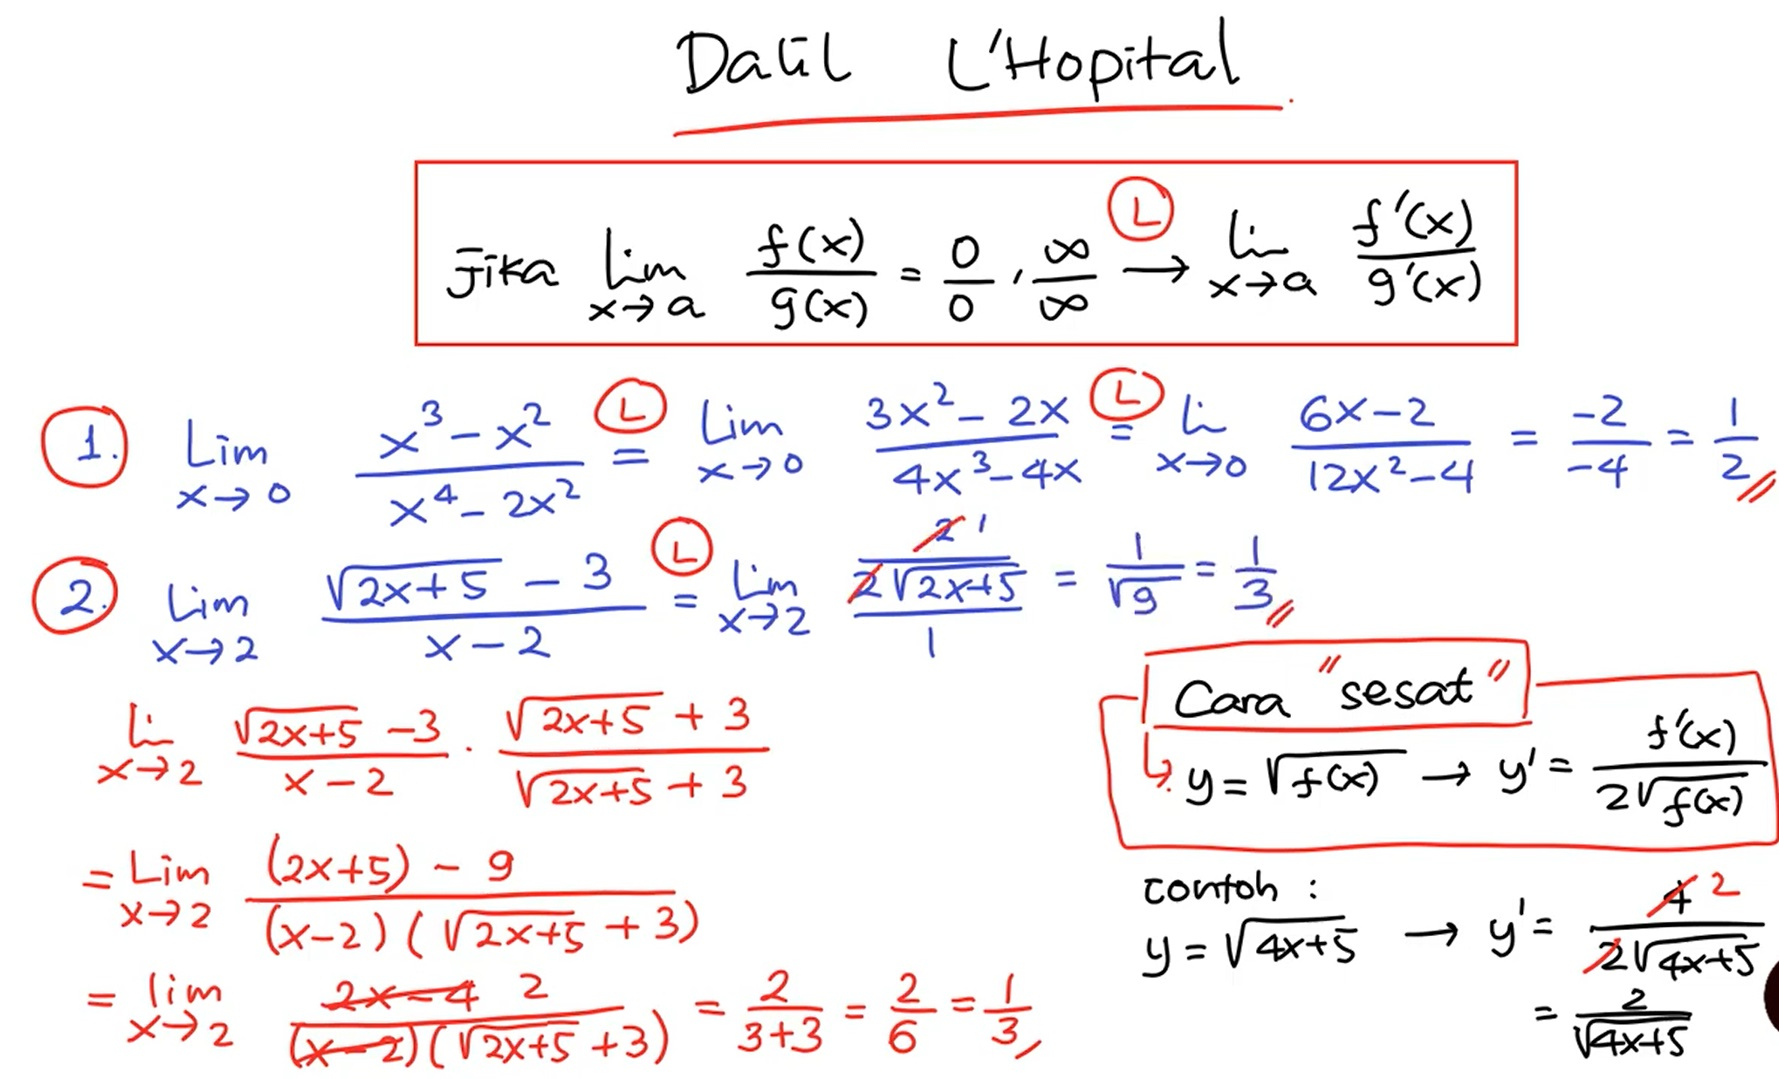 Dalil L'Hopital
Jika lim x→a f(x)/g(x) = 0/0 , ∞/∞ Ⓛ → lim x→a f'(x)/g'(x)
1. Lim x→0 (x³ - x²)/(x⁴ - 2x²) Ⓛ = Lim x→0 (3x² - 2x)/(4x³ - 4x) Ⓛ = Li x→0 (6x - 2)/(12x² - 4) = -2/-4 = 1/2 //
2. Lim x→2 (√(2x+5) - 3)/(x - 2) Ⓛ = Lim x→2 (2 1/(2√(2x+5)))/1 = 1/√9 = 1/3 //
Li x→2 (√(2x+5) - 3)/(x - 2) · (√(2x+5) + 3)/(√(2x+5) + 3)
= Lim x→2 ((2x+5) - 9)/((x-2)(√(2x+5) + 3))
= lim x→2 (2x-4 2)/((x-2)(√(2x+5) + 3)) = 2/(3+3) = 2/6 = 1/3 //
Cara "sesat"
↳ y = √f(x) → y' = f'(x)/(2√f(x))
contoh :
y = √(4x+5) → y' = 4 2/(2√(4x+5))
= 2/√(4x+5)